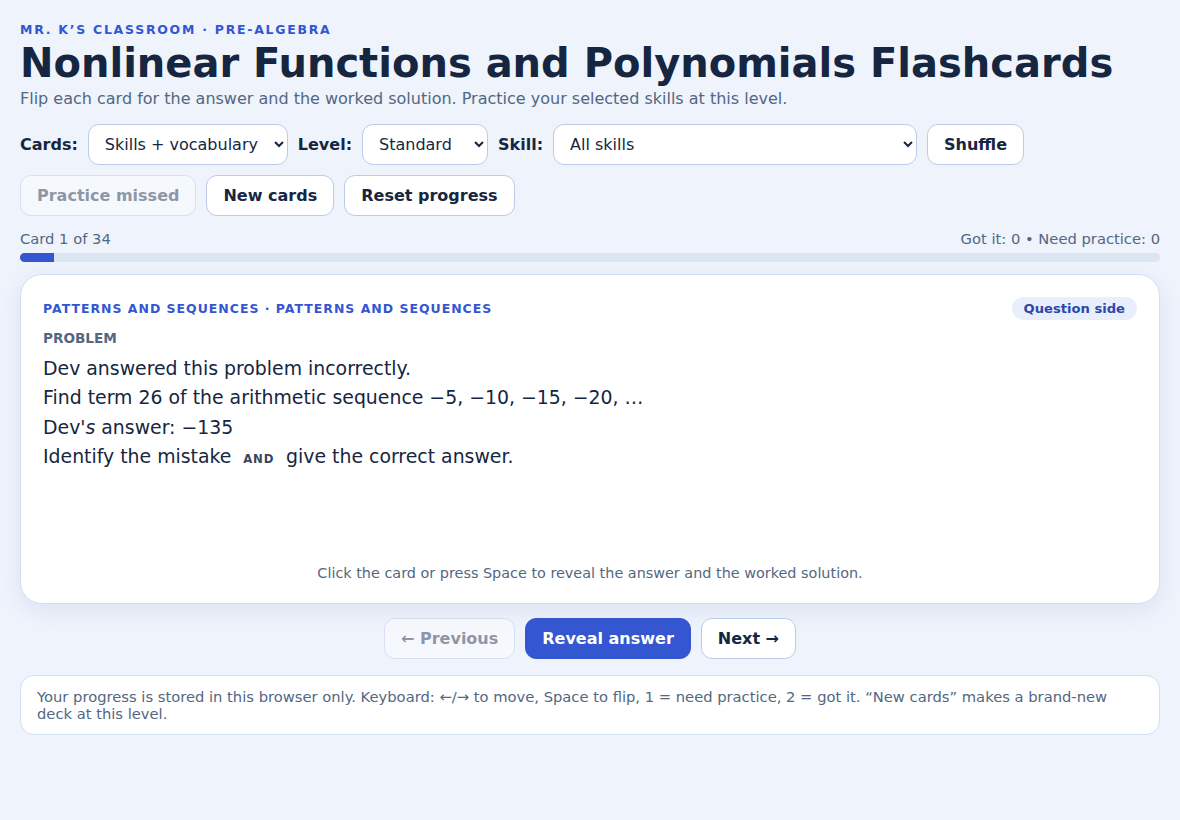 MR. K’S CLASSROOM · PRE-ALGEBRA
Nonlinear Functions and Polynomials Flashcards
Flip each card for the answer and the worked solution. Practice your selected skills at this level.
Cards: Skills + vocabulary Level: Standard Skill: All skills Shuffle
Practice missed New cards Reset progress
Card 1 of 34 Got it: 0 • Need practice: 0
PATTERNS AND SEQUENCES · PATTERNS AND SEQUENCES Question side
PROBLEM
Dev answered this problem incorrectly.
Find term 26 of the arithmetic sequence −5, −10, −15, −20, …
Dev's answer: −135
Identify the mistake AND give the correct answer.
Click the card or press Space to reveal the answer and the worked solution.
← Previous Reveal answer Next →
Your progress is stored in this browser only. Keyboard: ←/→ to move, Space to flip, 1 = need practice, 2 = got it. “New cards” makes a brand-new
deck at this level.